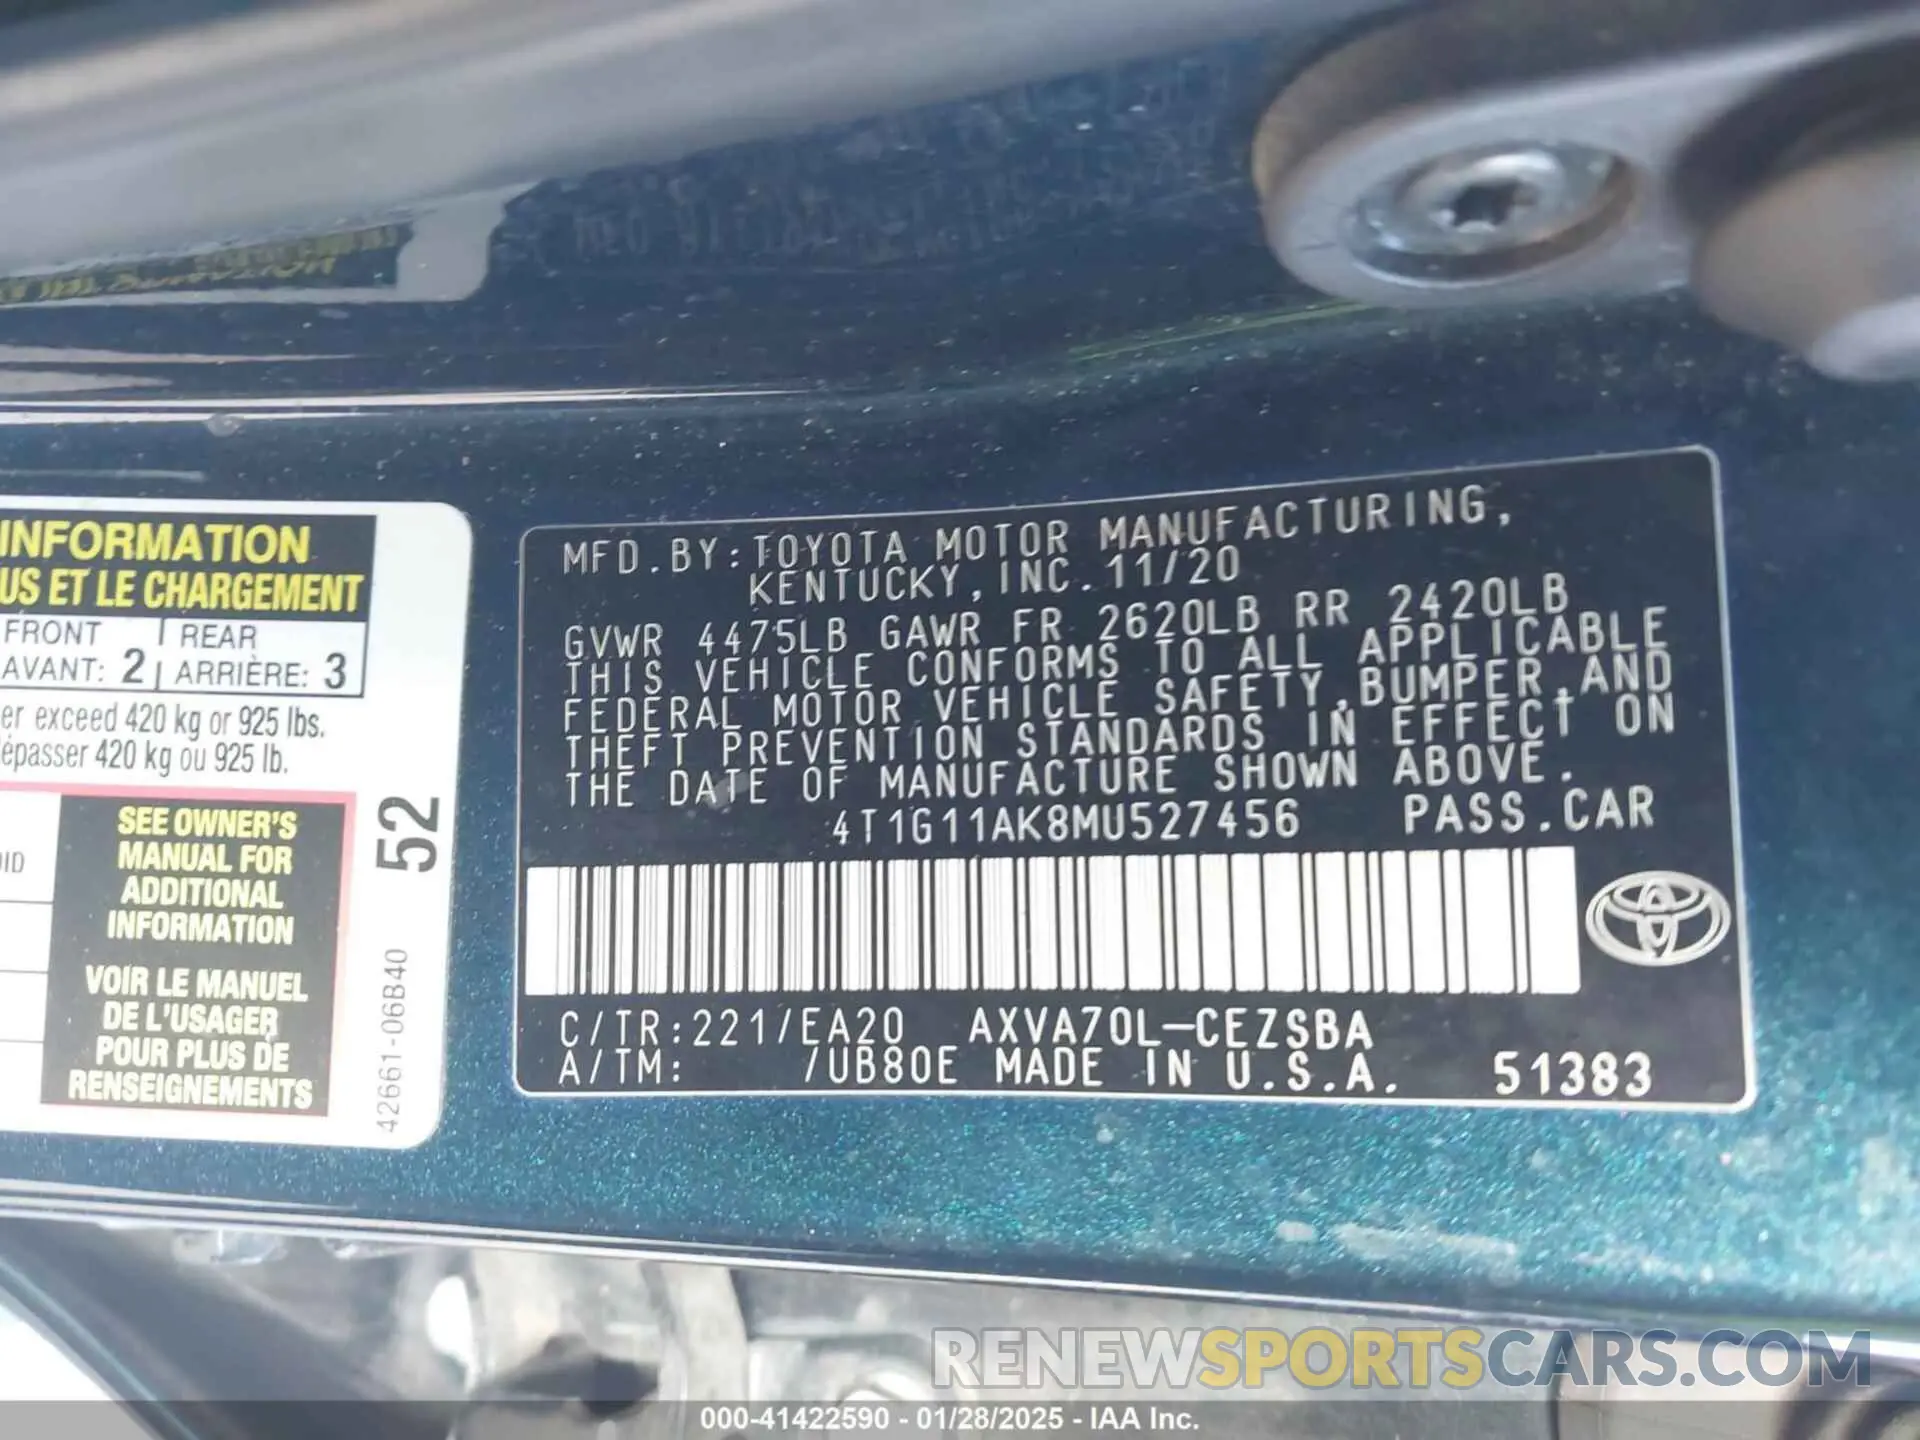 INFORMATION
US ET LE CHARGEMENT
FRONT
AVANT: 2
REAR
ARRIÈRE: 3
er exceed 420 kg or 925 lbs.
épasser 420 kg ou 925 lb.
SEE OWNER'S
MANUAL FOR
ADDITIONAL
INFORMATION
VOIR LE MANUEL
DE L'USAGER
POUR PLUS DE
RENSEIGNEMENTS
52
42661-06B40
MFD.BY:TOYOTA MOTOR MANUFACTURING,
KENTUCKY,INC.11/20
GVWR 4475LB GAWR FR 2620LB RR 2420LB
THIS VEHICLE CONFORMS TO ALL APPLICABLE
FEDERAL MOTOR VEHICLE SAFETY,BUMPER,AND
THEFT PREVENTION STANDARDS IN EFFECT ON
THE DATE OF MANUFACTURE SHOWN ABOVE.
4T1G11AK8MU527456 PASS.CAR
C/TR:221/EA20 AXVA70L-CEZSBA
A/TM: /UB80E MADE IN U.S.A. 51383
RENEWSPORTSCARS.COM
000-41422590 - 01/28/2025 - IAA Inc.